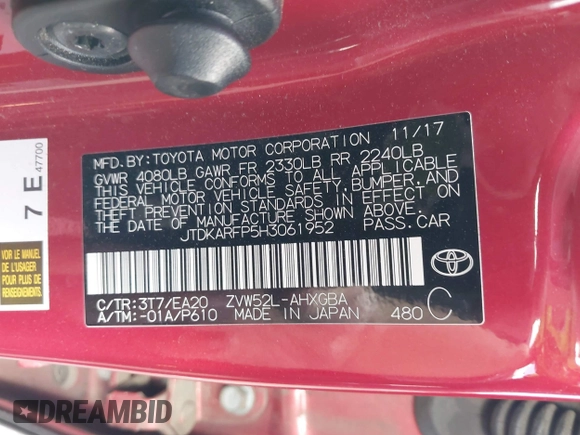 MFD. BY: TOYOTA MOTOR CORPORATION 11/17
GVWR 4080LB GAWR FR 2330LB RR 2240LB
THIS VEHICLE CONFORMS TO ALL APPLICABLE
FEDERAL MOTOR VEHICLE SAFETY, BUMPER, AND
THEFT PREVENTION STANDARDS IN EFFECT ON
THE DATE OF MANUFACTURE SHOWN ABOVE.
JTDKARFP5H3061952 PASS. CAR
C/TR: 3T7/EA20 ZVW52L-AHXGBA
A/TM: -01A/P610 MADE IN JAPAN 480 C
7 E 47700
VOIR LE MANUEL
DE L'USAGER
POUR PLUS
DE RENSEIGNEMENTS
DREAMBID